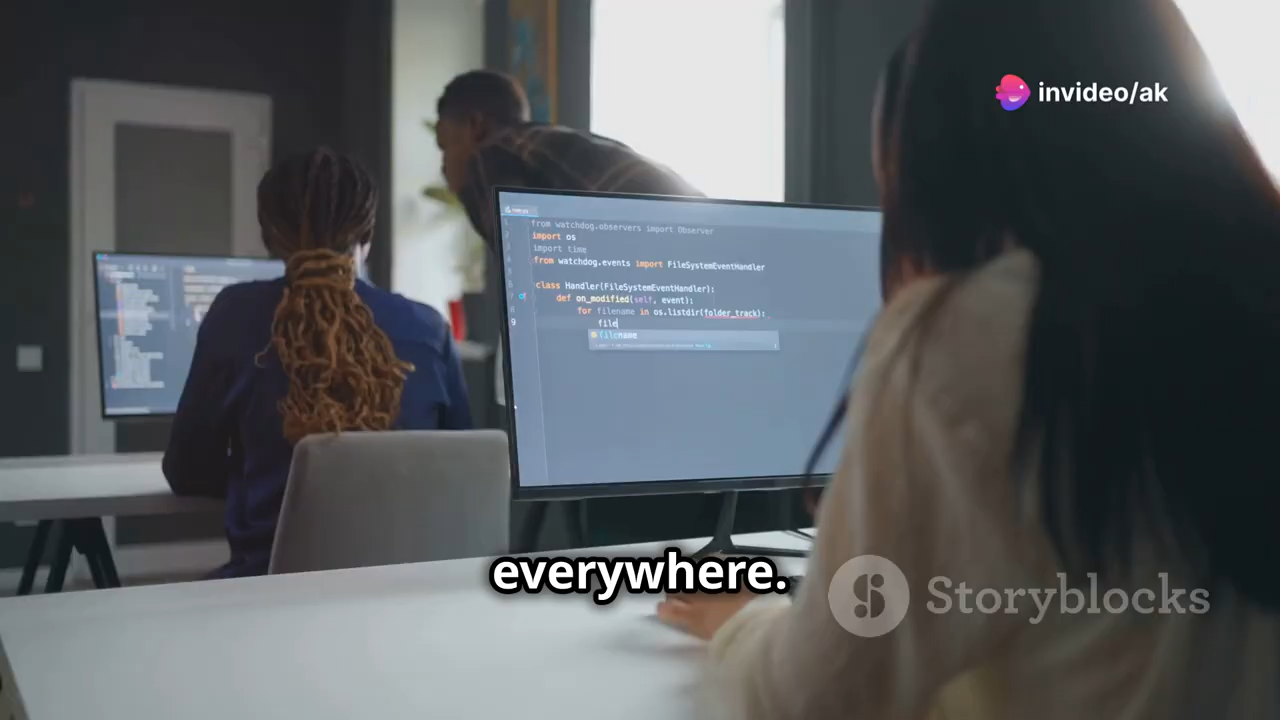 invideo/ak
from watchdog.observers import Observer
import os
import time
from watchdog.events import FileSystemEventHandler
class Handler(FileSystemEventHandler):
def on_modified(self, event):
for filename in os.listdir(folder_track):
file
filename
everywhere.
Storyblocks